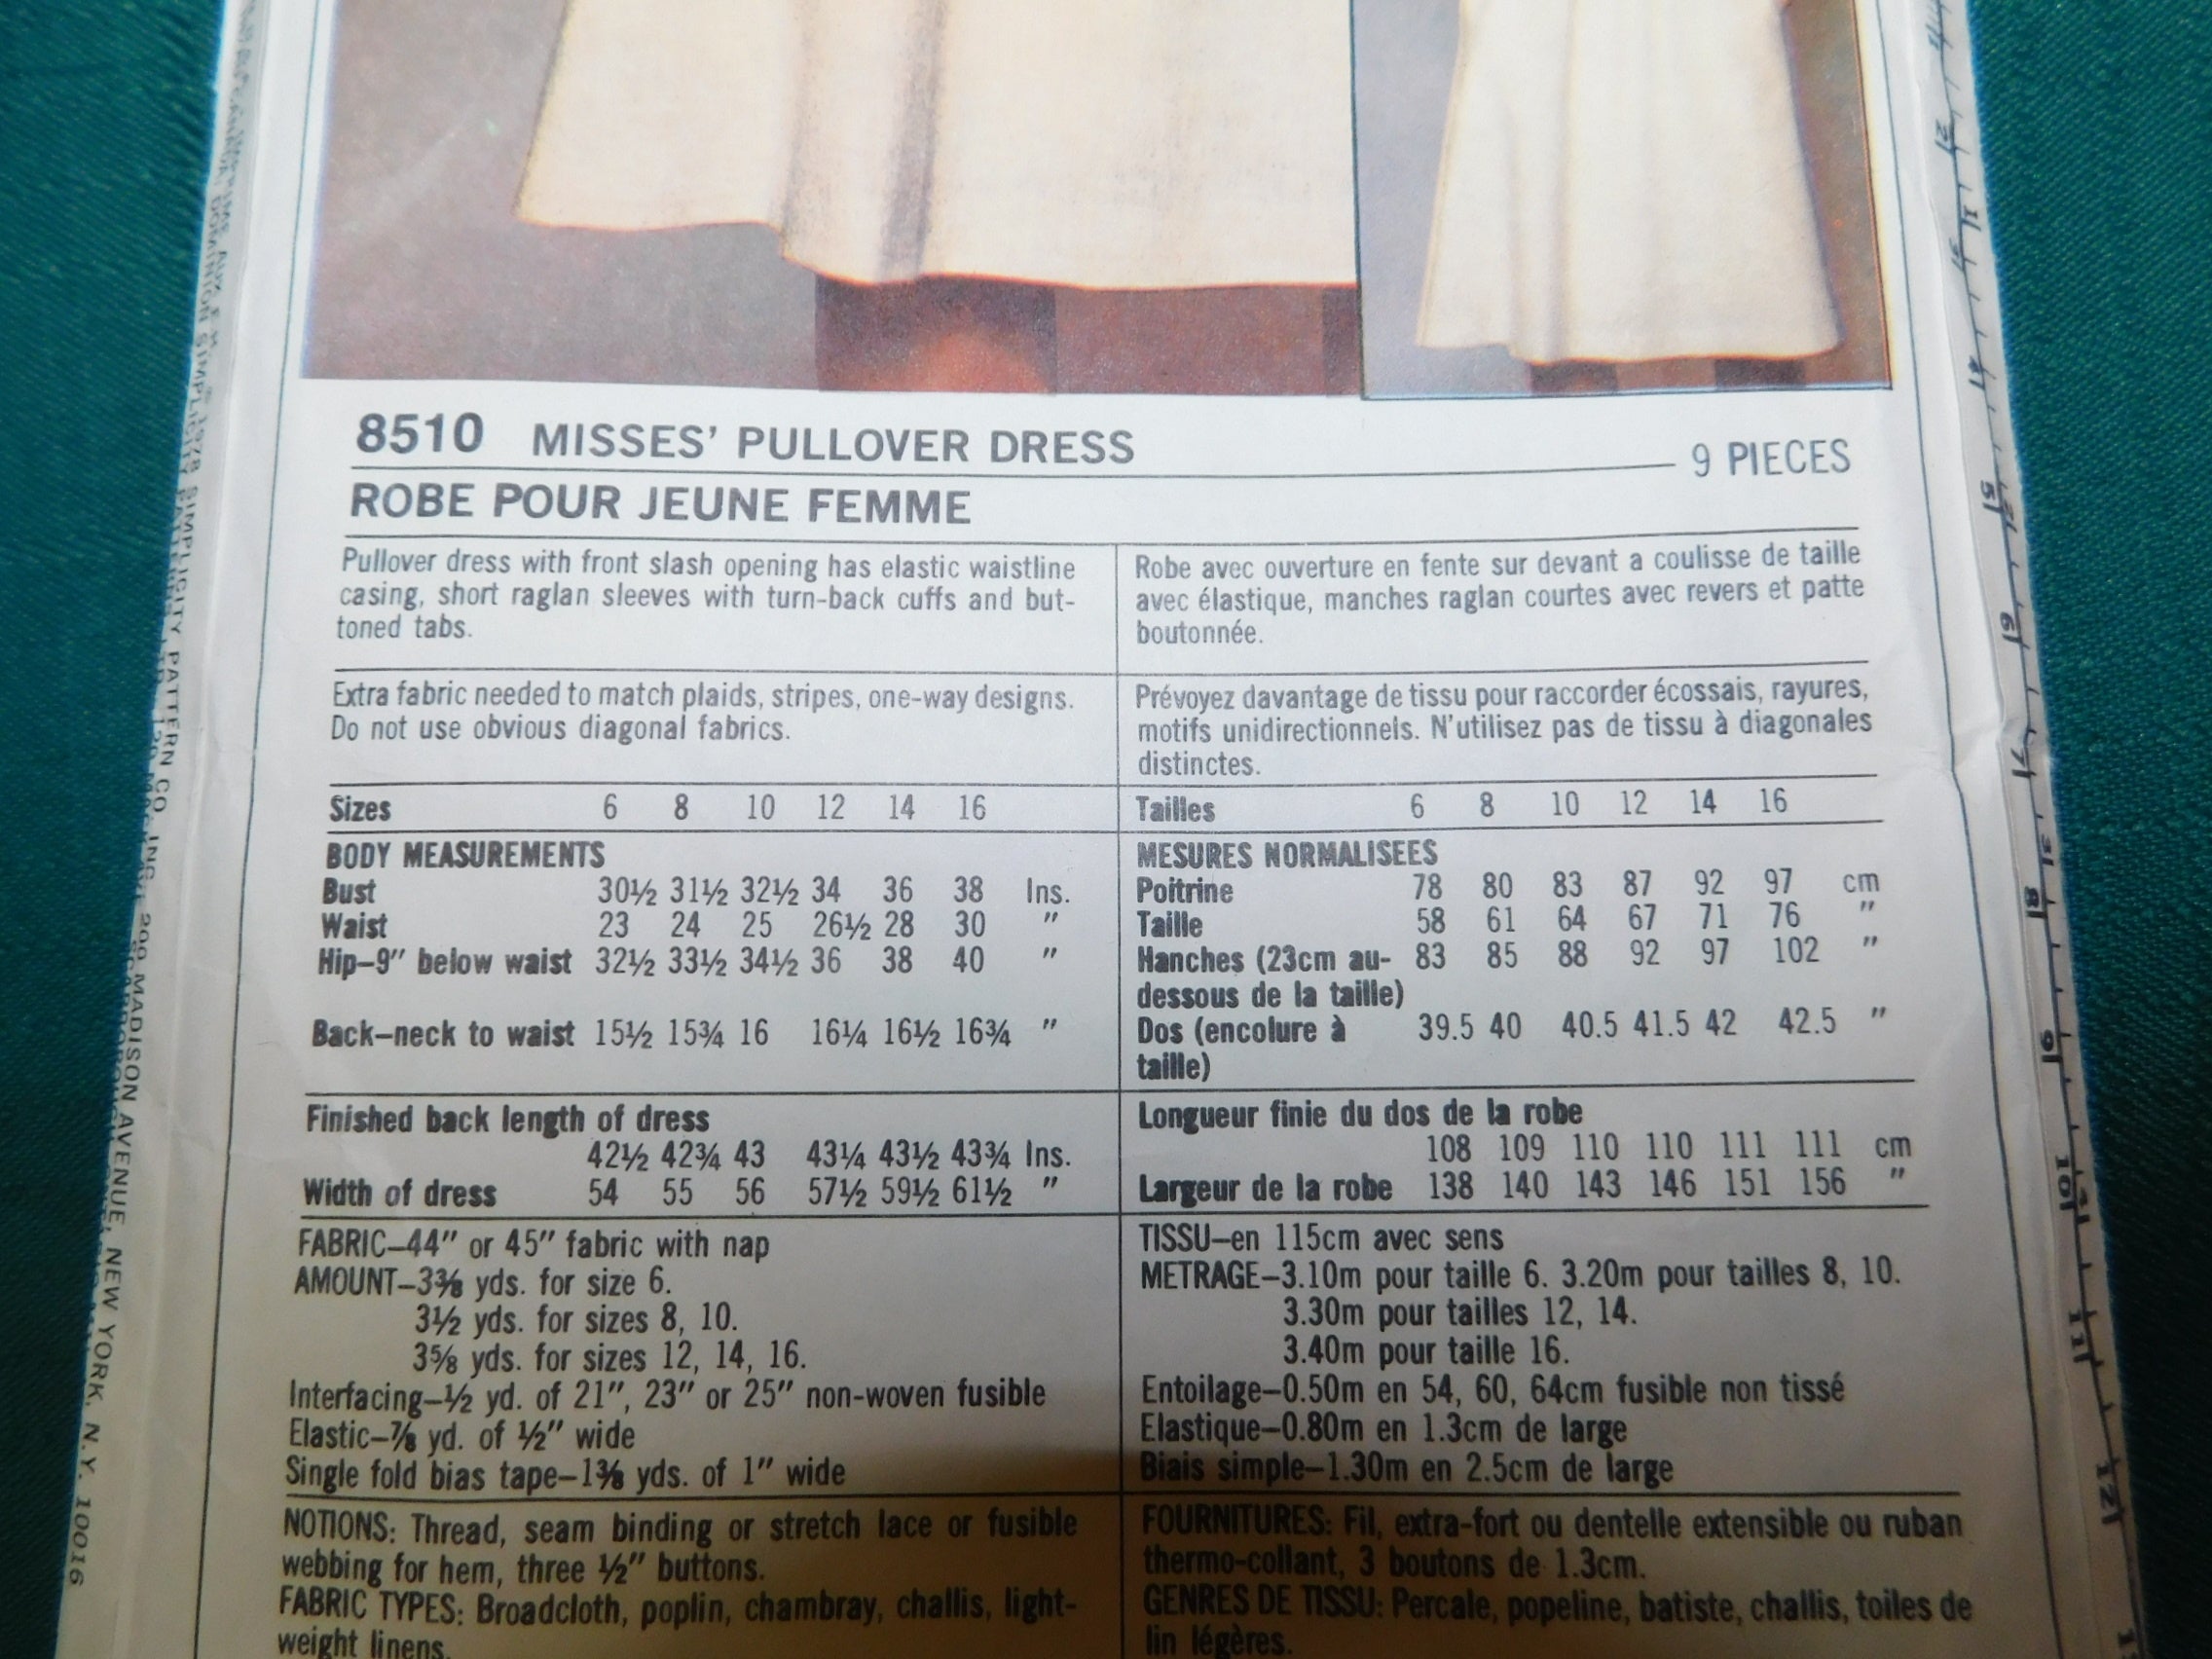 8510 MISSES' PULLOVER DRESS
9 PIECES
ROBE POUR JEUNE FEMME
Pullover dress with front slash opening has elastic waistline
casing, short raglan sleeves with turn-back cuffs and but-
toned tabs.
Extra fabric needed to match plaids, stripes, one-way designs.
Do not use obvious diagonal fabrics.
Sizes 6 8 10 12 14 16
BODY MEASUREMENTS
Bust 30½ 31½ 32½ 34 36 38 Ins.
Waist 23 24 25 26½ 28 30 "
Hip–9" below waist 32½ 33½ 34½ 36 38 40 "
Back–neck to waist 15½ 15¾ 16 16¼ 16½ 16¾ "
Finished back length of dress
42½ 42¾ 43 43¼ 43½ 43¾ Ins.
Width of dress 54 55 56 57½ 59½ 61½ "
FABRIC–44" or 45" fabric with nap
AMOUNT–3⅜ yds. for size 6.
3½ yds. for sizes 8, 10.
3⅝ yds. for sizes 12, 14, 16.
Interfacing–½ yd. of 21", 23" or 25" non-woven fusible
Elastic–⅞ yd. of ½" wide
Single fold bias tape–1⅜ yds. of 1" wide
NOTIONS: Thread, seam binding or stretch lace or fusible
webbing for hem, three ½" buttons.
FABRIC TYPES: Broadcloth, poplin, chambray, challis, light-
weight linens.
Robe avec ouverture en fente sur devant a coulisse de taille
avec élastique, manches raglan courtes avec revers et patte
boutonnée.
Prévoyez davantage de tissu pour raccorder écossais, rayures,
motifs unidirectionnels. N'utilisez pas de tissu à diagonales
distinctes.
Tailles 6 8 10 12 14 16
MESURES NORMALISEES
Poitrine 78 80 83 87 92 97 cm
Taille 58 61 64 67 71 76 "
Hanches (23cm au- 83 85 88 92 97 102 "
dessous de la taille)
Dos (encolure à 39.5 40 40.5 41.5 42 42.5 "
taille)
Longueur finie du dos de la robe
108 109 110 110 111 111 cm
Largeur de la robe 138 140 143 146 151 156 "
TISSU–en 115cm avec sens
METRAGE–3.10m pour taille 6. 3.20m pour tailles 8, 10.
3.30m pour tailles 12, 14.
3.40m pour taille 16.
Entoilage–0.50m en 54, 60, 64cm fusible non tissé
Elastique–0.80m en 1.3cm de large
Biais simple–1.30m en 2.5cm de large
FOURNITURES: Fil, extra-fort ou dentelle extensible ou ruban
thermo-collant, 3 boutons de 1.3cm.
GENRES DE TISSU: Percale, popeline, batiste, challis, toiles de
lin légères.
1978 SIMPLICITY PATTERN CO. INC. 200 MADISON AVENUE, NEW YORK, N.Y. 10016
DOMINION SIMPLICITY
5
6
7
8
9
10
11
12